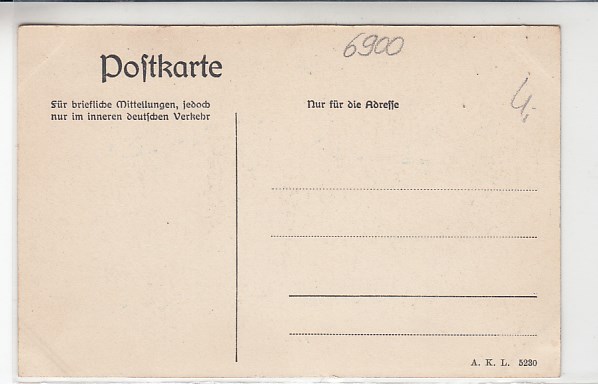 6900
Poſtkarte
4,
Für briefliche Mitteilungen, jedoch
nur im inneren deutſchen Verkehr
Nur für die Adreſſe
A. K. L. 5230